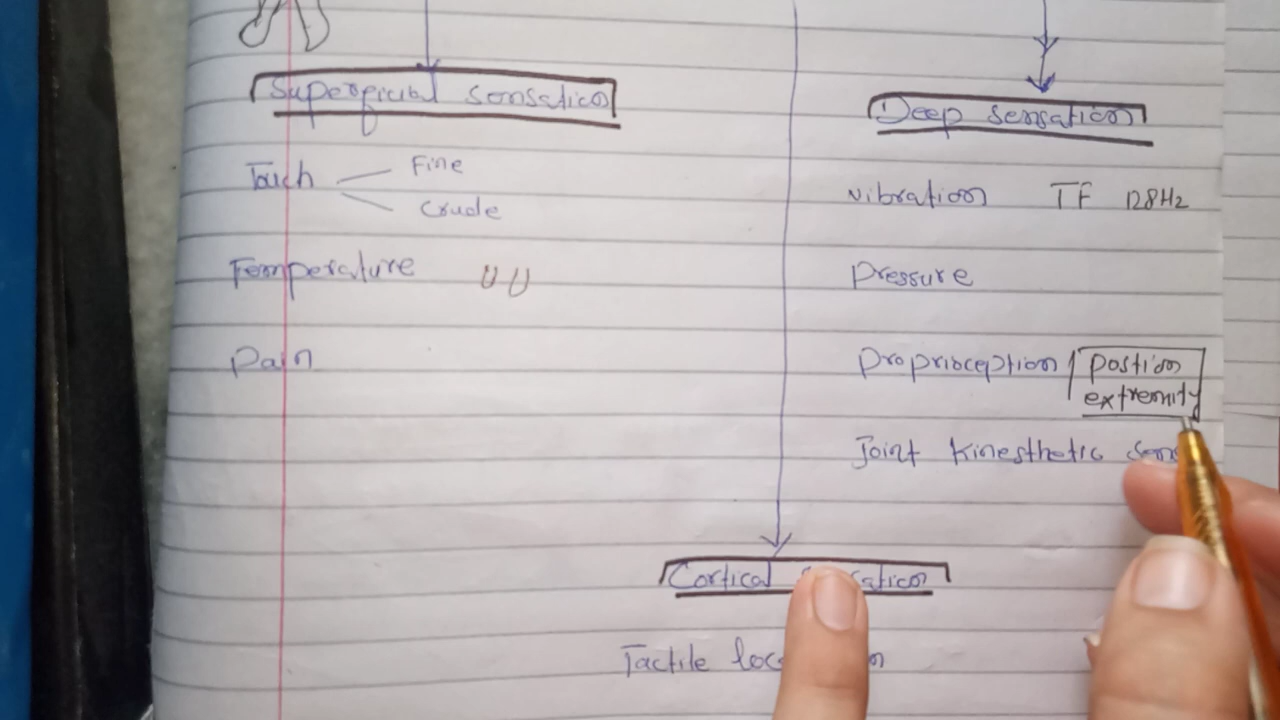 Superficial sensation
Deep sensation
Touch
Fine
Crude
Vibration TF 128Hz
Temperature
Pressure
Pain
Proprioception / postion
extremity
Joint Kinesthetic
Cortical
Tactile